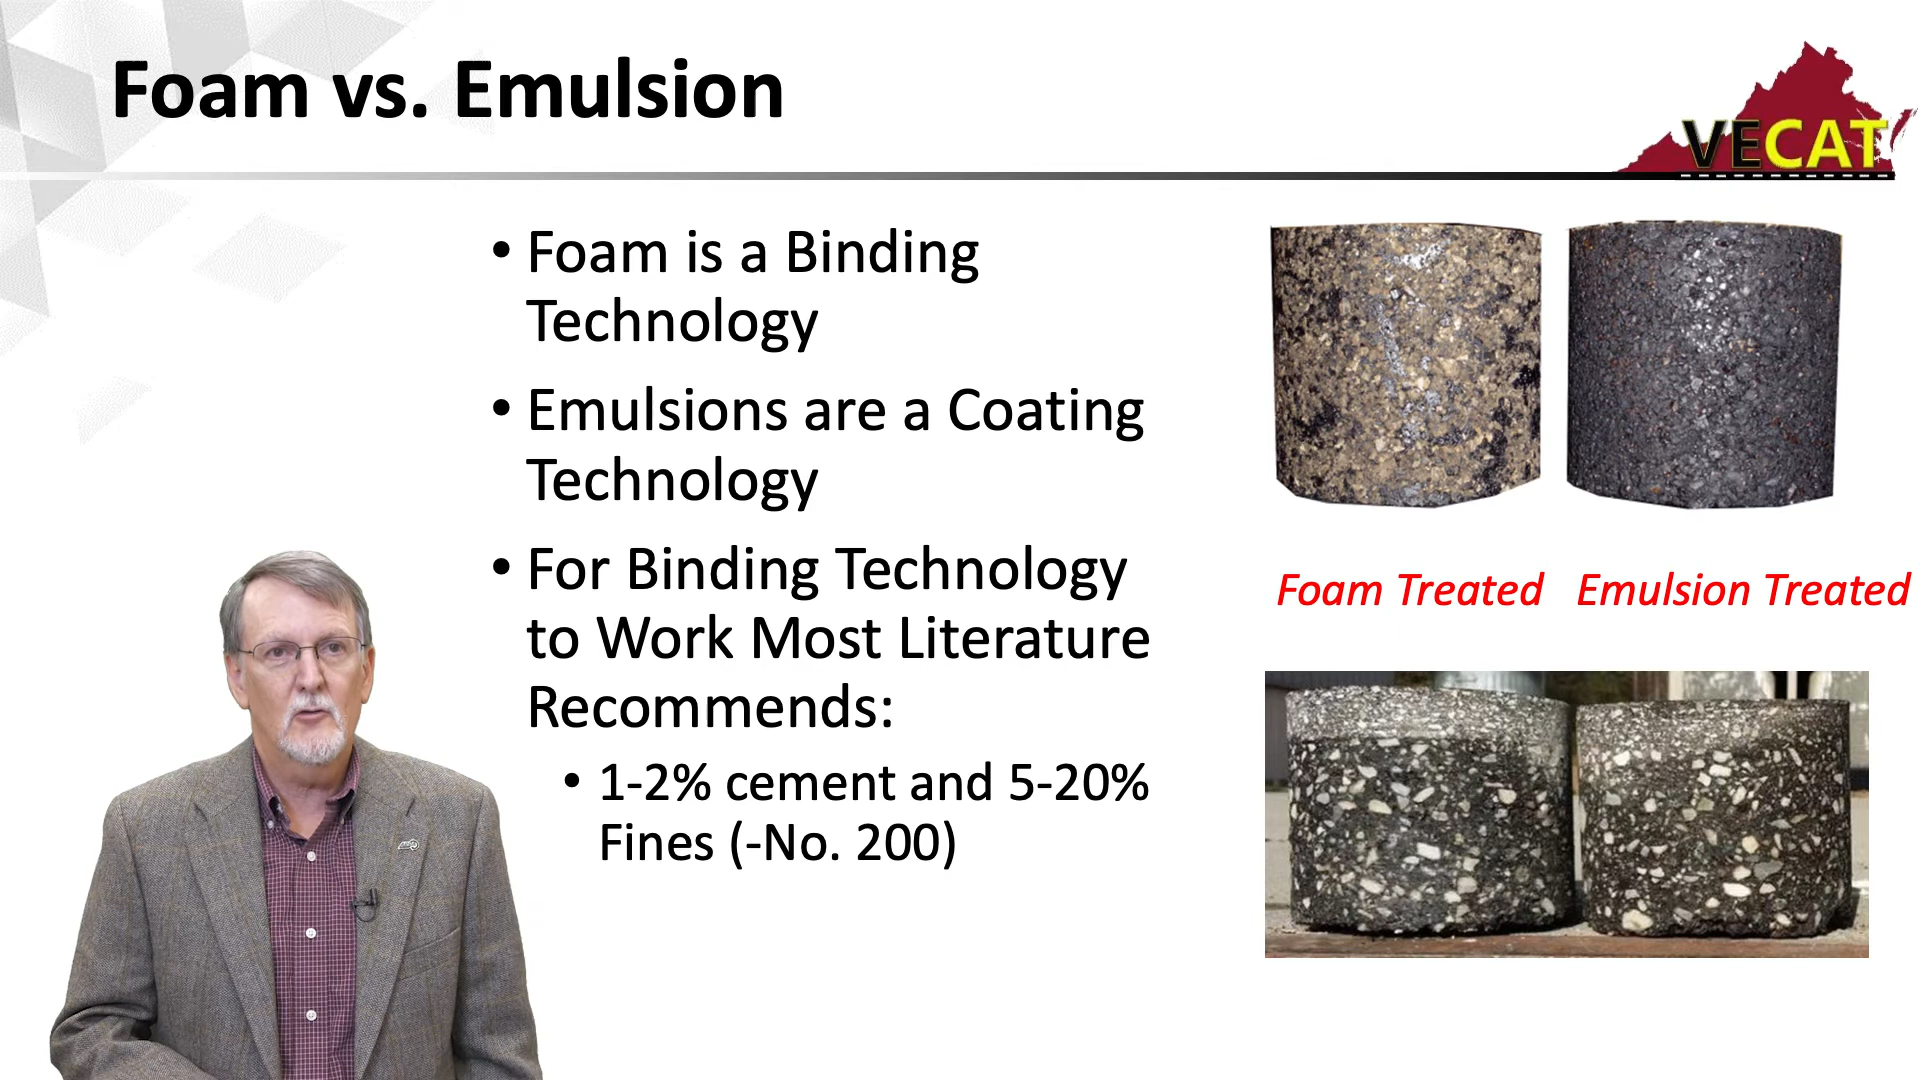 Foam vs. Emulsion
VECAT
• Foam is a Binding
Technology
• Emulsions are a Coating
Technology
• For Binding Technology
to Work Most Literature
Recommends:
• 1-2% cement and 5-20%
Fines (-No. 200)
Foam Treated
Emulsion Treated